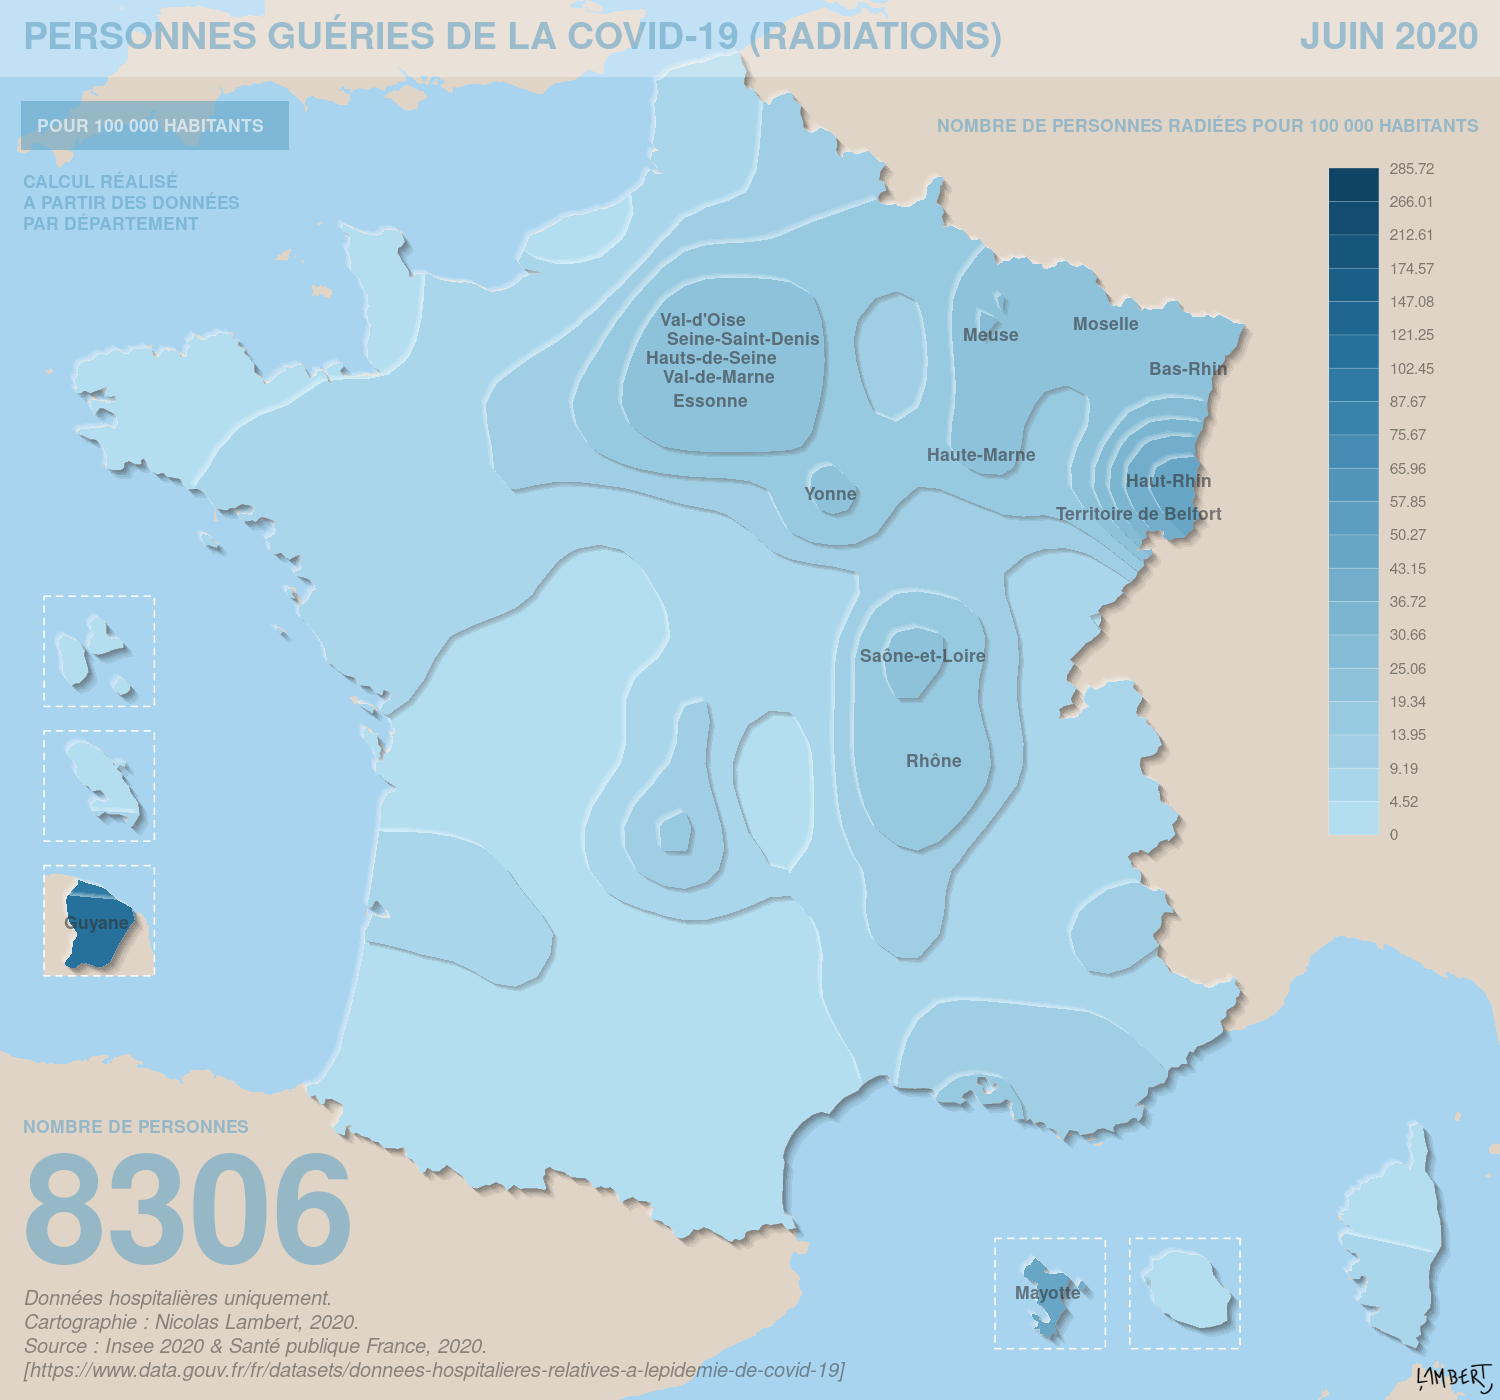 PERSONNES GUÉRIES DE LA COVID-19 (RADIATIONS)
JUIN 2020
POUR 100 000 HABITANTS
CALCUL RÉALISÉ
A PARTIR DES DONNÉES
PAR DÉPARTEMENT
NOMBRE DE PERSONNES RADIÉES POUR 100 000 HABITANTS
285.72
266.01
212.61
174.57
147.08
121.25
102.45
87.67
75.67
65.96
57.85
50.27
43.15
36.72
30.66
25.06
19.34
13.95
9.19
4.52
0
Val-d'Oise
Seine-Saint-Denis
Hauts-de-Seine
Val-de-Marne
Essonne
Meuse
Moselle
Bas-Rhin
Haute-Marne
Yonne
Haut-Rhin
Territoire de Belfort
Saône-et-Loire
Rhône
Guyane
Mayotte
NOMBRE DE PERSONNES
8306
Données hospitalières uniquement.
Cartographie : Nicolas Lambert, 2020.
Source : Insee 2020 & Santé publique France, 2020.
[https://www.data.gouv.fr/fr/datasets/donnees-hospitalieres-relatives-a-lepidemie-de-covid-19]
LAMBERT